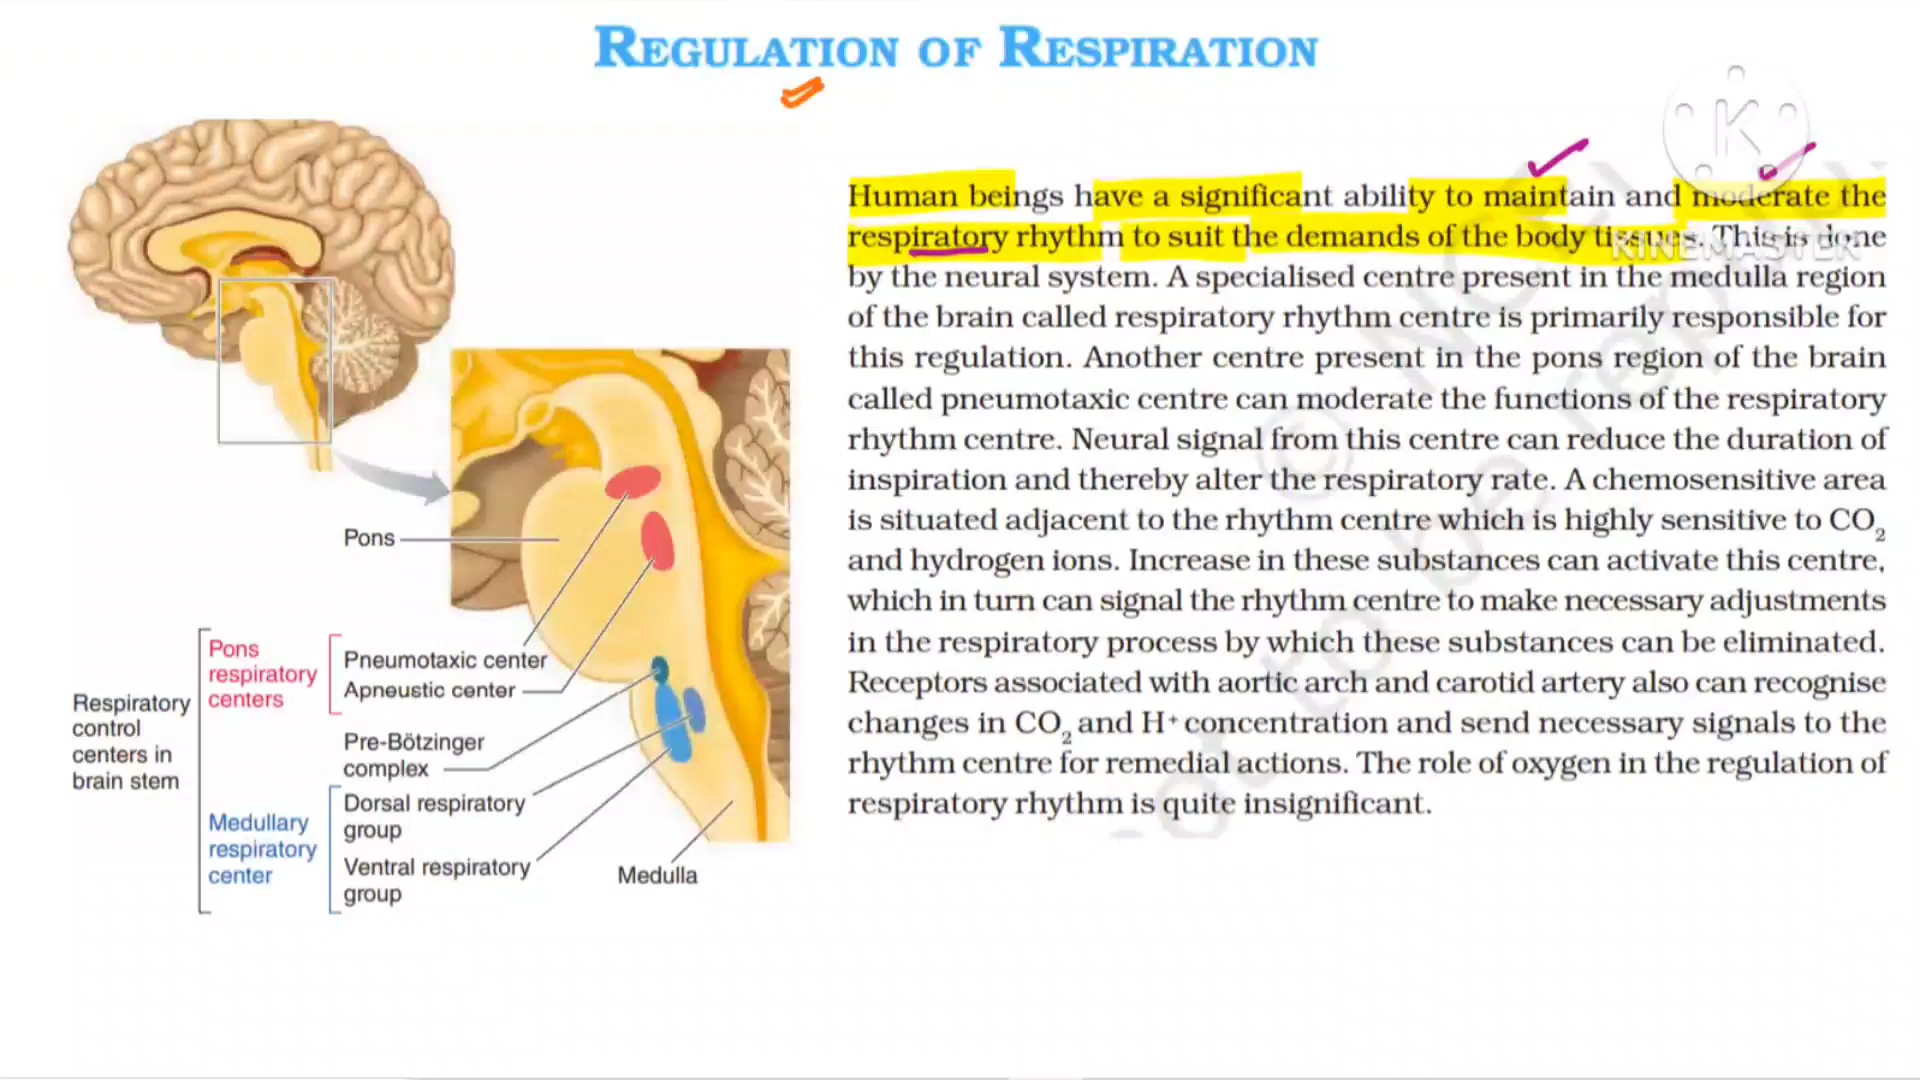 REGULATION OF RESPIRATION
Human beings have a significant ability to maintain and moderate the
respiratory rhythm to suit the demands of the body tissues. This is done
by the neural system. A specialised centre present in the medulla region
of the brain called respiratory rhythm centre is primarily responsible for
this regulation. Another centre present in the pons region of the brain
called pneumotaxic centre can moderate the functions of the respiratory
rhythm centre. Neural signal from this centre can reduce the duration of
inspiration and thereby alter the respiratory rate. A chemosensitive area
is situated adjacent to the rhythm centre which is highly sensitive to CO₂
and hydrogen ions. Increase in these substances can activate this centre,
which in turn can signal the rhythm centre to make necessary adjustments
in the respiratory process by which these substances can be eliminated.
Receptors associated with aortic arch and carotid artery also can recognise
changes in CO₂ and H⁺ concentration and send necessary signals to the
rhythm centre for remedial actions. The role of oxygen in the regulation of
respiratory rhythm is quite insignificant.
K
KINEMASTER
Pons
Respiratory
control
centers in
brain stem
Pons
respiratory
centers
Pneumotaxic center
Apneustic center
Pre-Bötzinger
complex
Medullary
respiratory
center
Dorsal respiratory
group
Ventral respiratory
group
Medulla